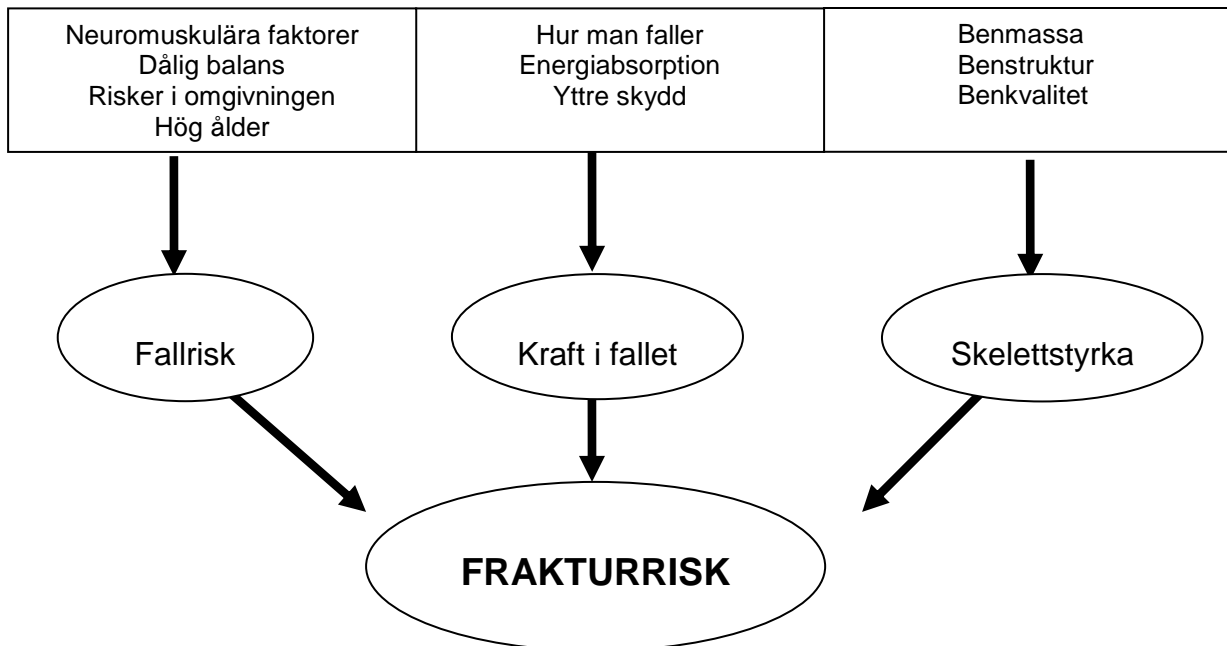 Neuromuskulära faktorer
Dålig balans
Risker i omgivningen
Hög ålder
Hur man faller
Energiabsorption
Yttre skydd
Benmassa
Benstruktur
Benkvalitet
Fallrisk
Kraft i fallet
Skelettstyrka
FRAKTURRISK